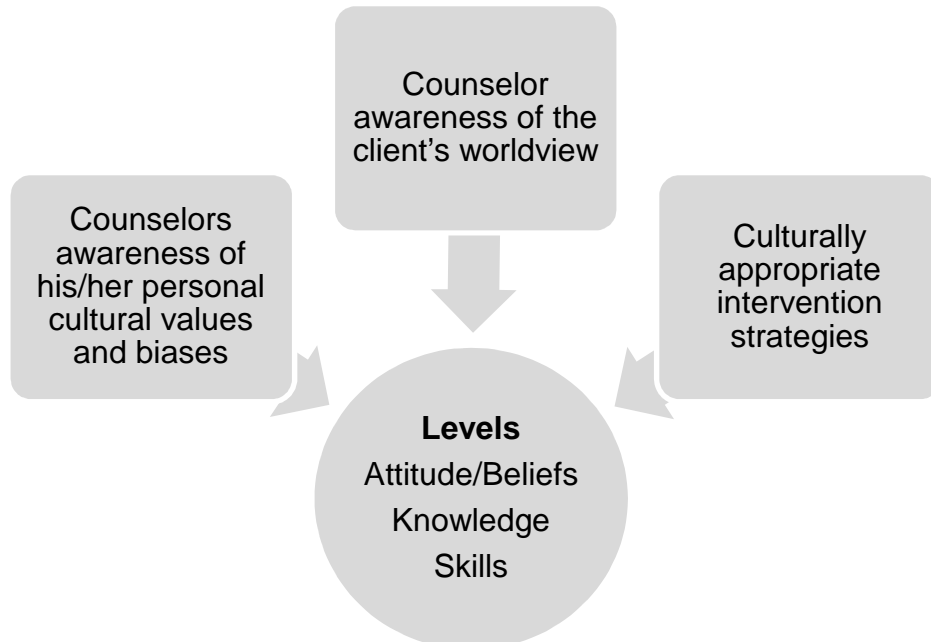 Counselor
awareness of the
client’s worldview
Counselors
awareness of
his/her personal
cultural values
and biases
Culturally
appropriate
intervention
strategies
Levels
Attitude/Beliefs
Knowledge
Skills